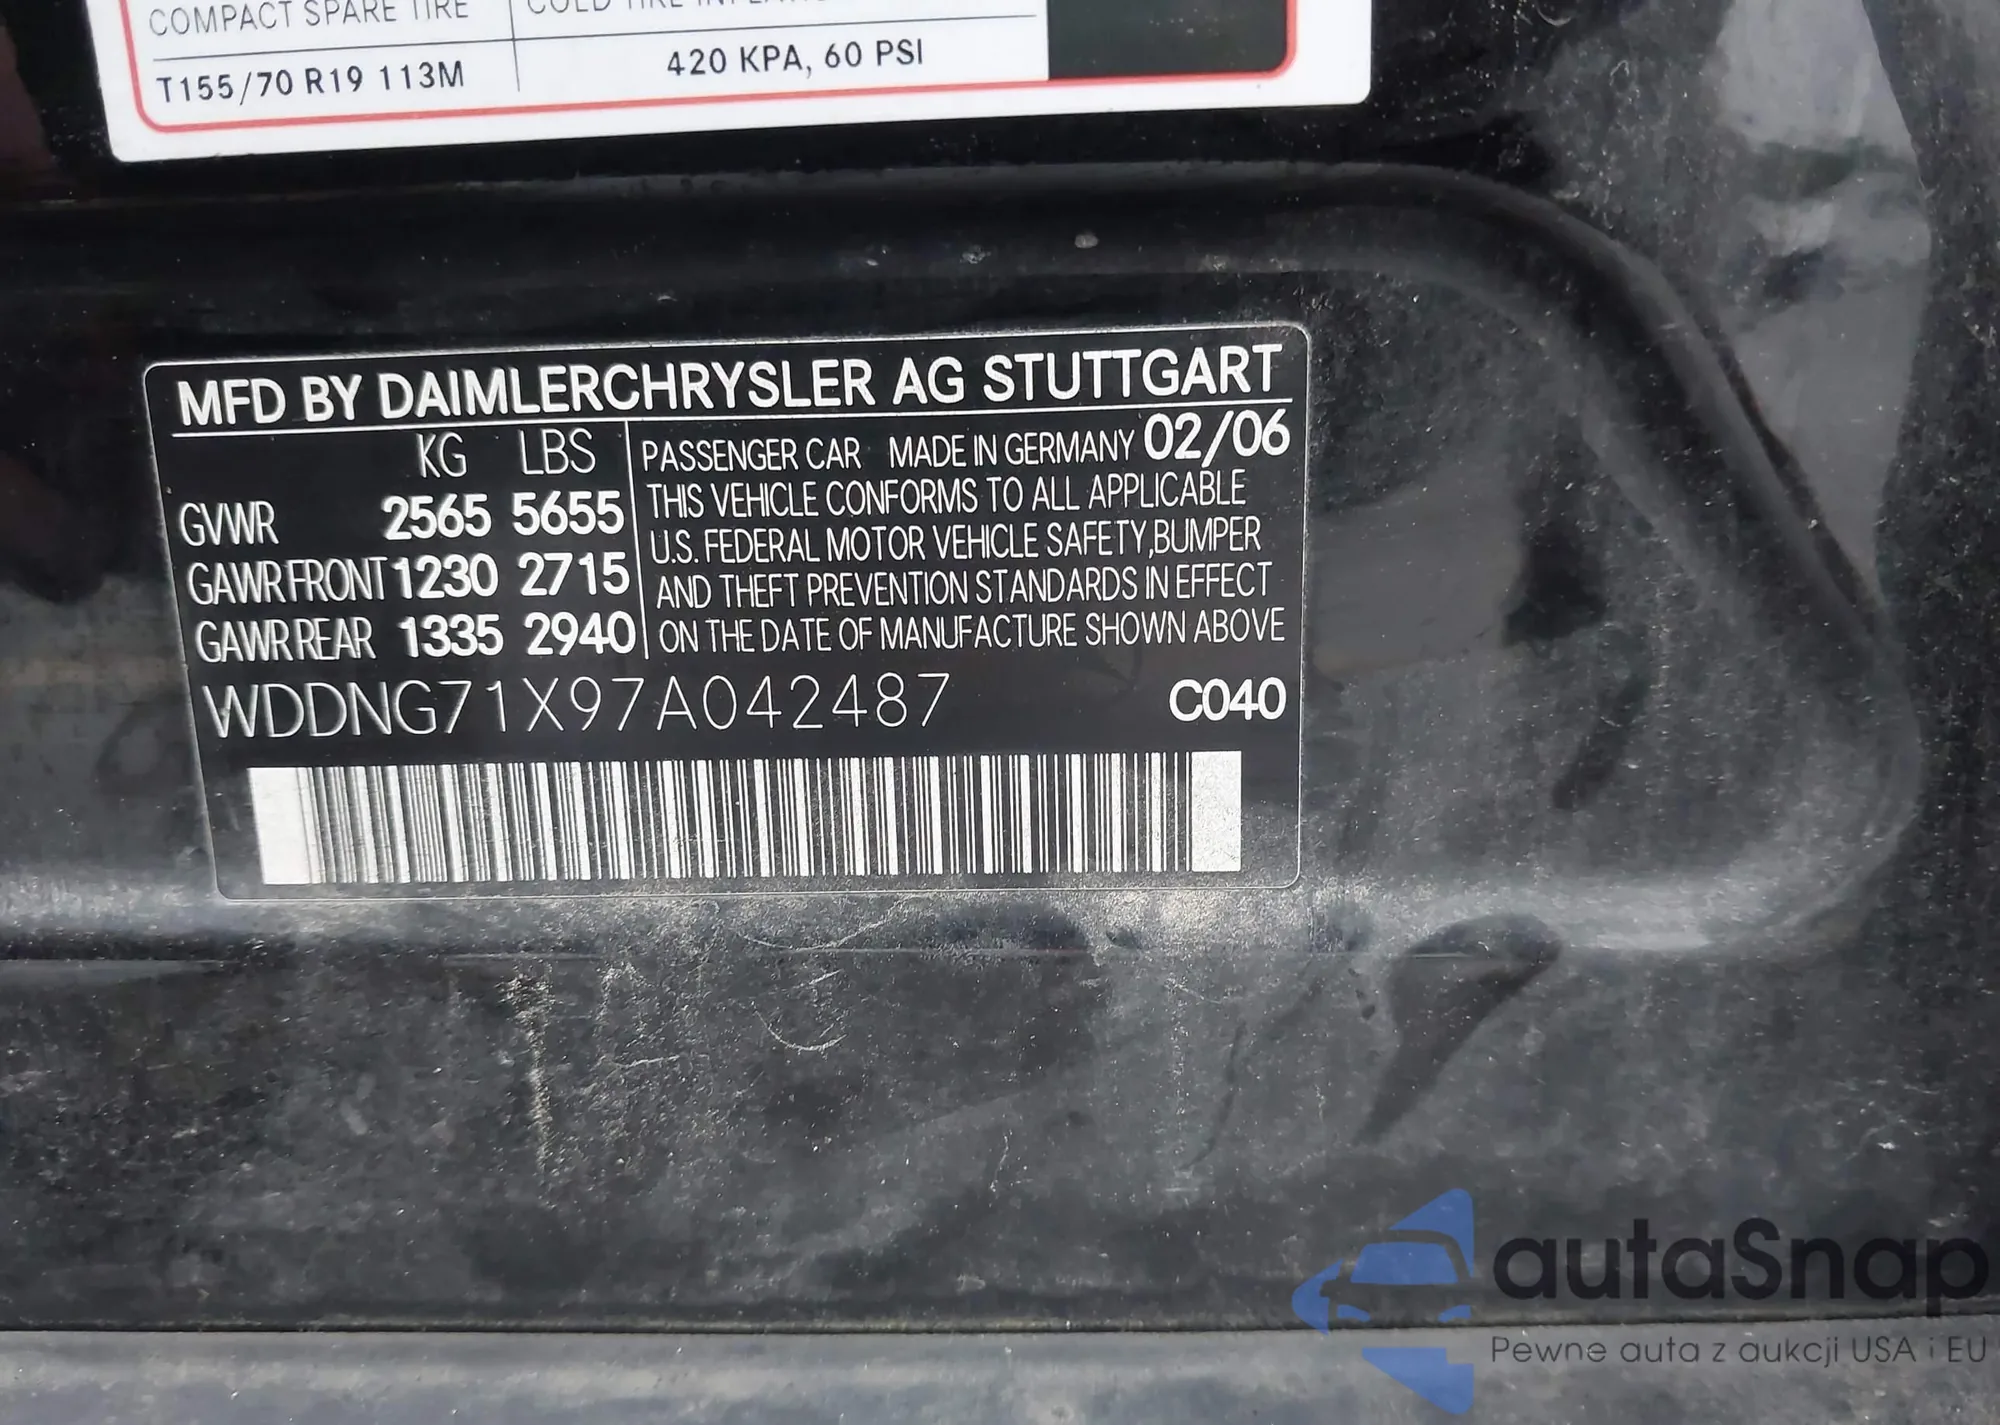 COMPACT SPARE TIRE
COLD TIRE
T155/70 R19 113M
420 KPA, 60 PSI
MFD BY DAIMLERCHRYSLER AG STUTTGART
KG LBS
PASSENGER CAR MADE IN GERMANY 02/06
GVWR 2565 5655
THIS VEHICLE CONFORMS TO ALL APPLICABLE
U.S. FEDERAL MOTOR VEHICLE SAFETY,BUMPER
GAWR FRONT 1230 2715
AND THEFT PREVENTION STANDARDS IN EFFECT
GAWR REAR 1335 2940
ON THE DATE OF MANUFACTURE SHOWN ABOVE
WDDNG71X97A042487
C040
autaSnap
Pewne auta z aukcji USA i EU